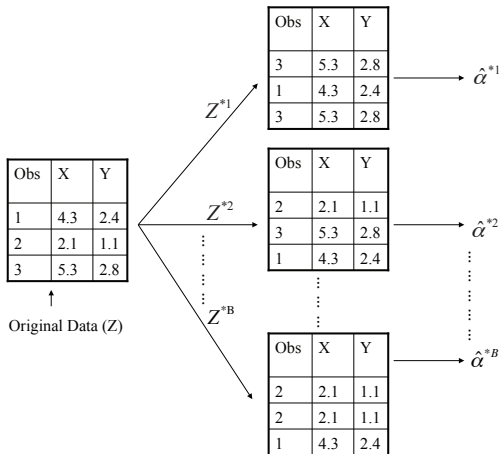 Obs X Y
3 5.3 2.8
1 4.3 2.4
3 5.3 2.8
Z*1
α̂*1
Obs X Y
1 4.3 2.4
2 2.1 1.1
3 5.3 2.8
Original Data (Z)
Z*2
Obs X Y
2 2.1 1.1
3 5.3 2.8
1 4.3 2.4
α̂*2
Z*B
Obs X Y
2 2.1 1.1
2 2.1 1.1
1 4.3 2.4
α̂*B